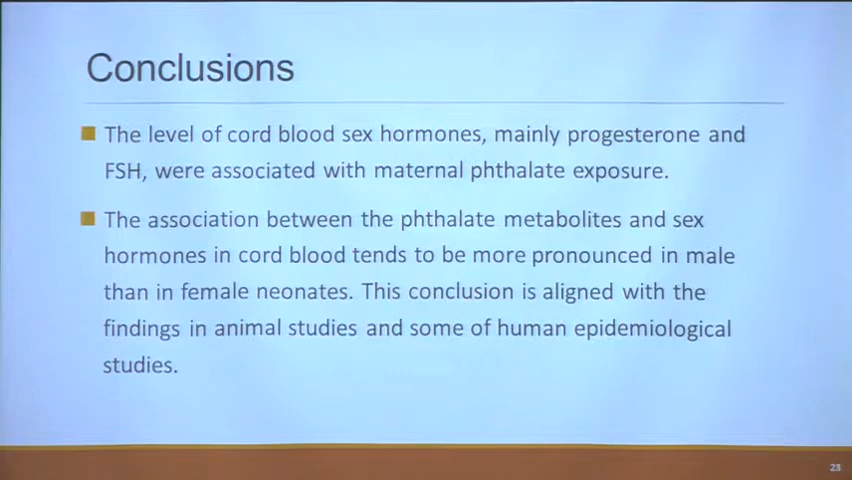 Conclusions
The level of cord blood sex hormones, mainly progesterone and
FSH, were associated with maternal phthalate exposure.
The association between the phthalate metabolites and sex
hormones in cord blood tends to be more pronounced in male
than in female neonates. This conclusion is aligned with the
findings in animal studies and some of human epidemiological
studies.
23